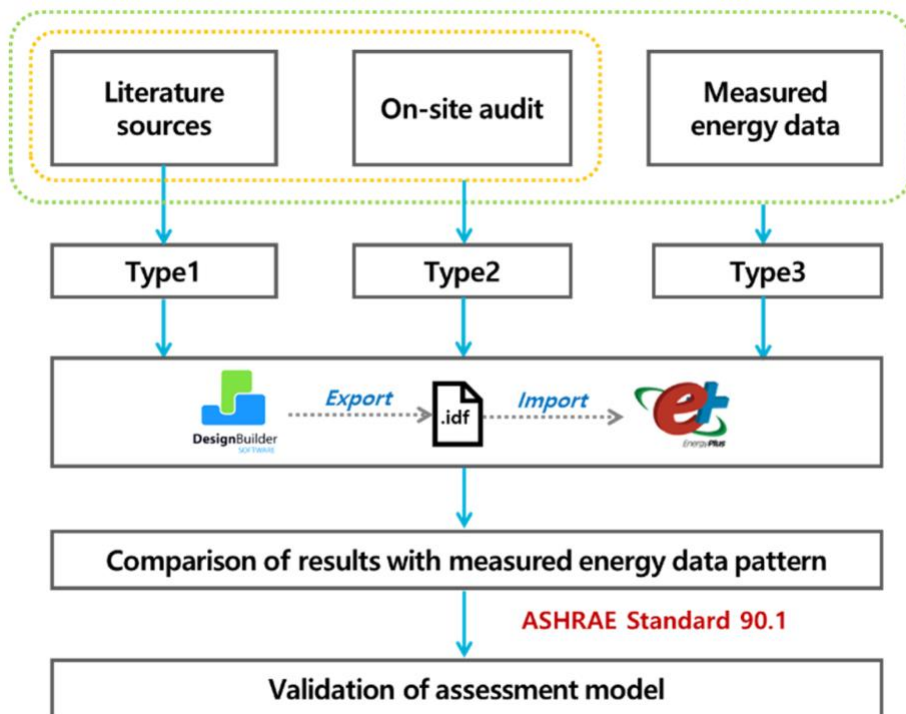 Literature
sources
On-site audit
Measured
energy data
Type1
Type2
Type3
Export
Import
DesignBuilder
SOFTWARE
.idf
e+
EnergyPlus
Comparison of results with measured energy data pattern
ASHRAE Standard 90.1
Validation of assessment model